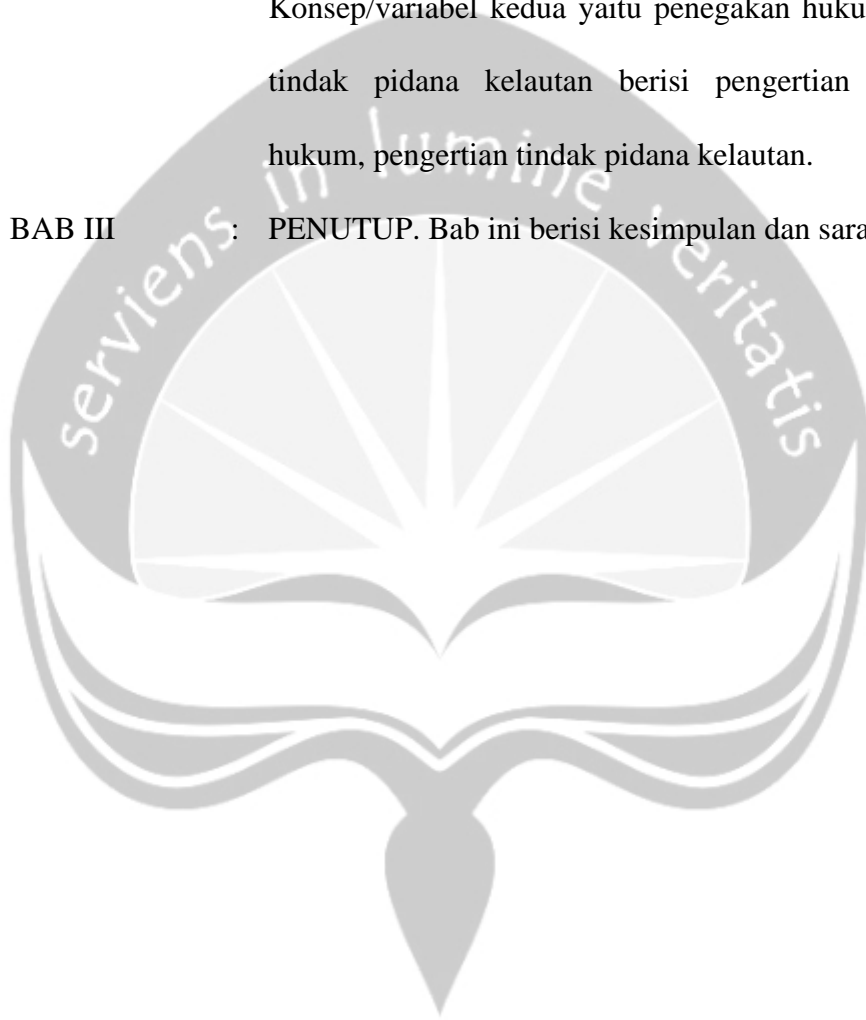 Konsep/variabel kedua yaitu penegakan huku
tindak pidana kelautan berisi pengertian
hukum, pengertian tindak pidana kelautan.
BAB III : PENUTUP. Bab ini berisi kesimpulan dan sara
serviens in lumine veritatis